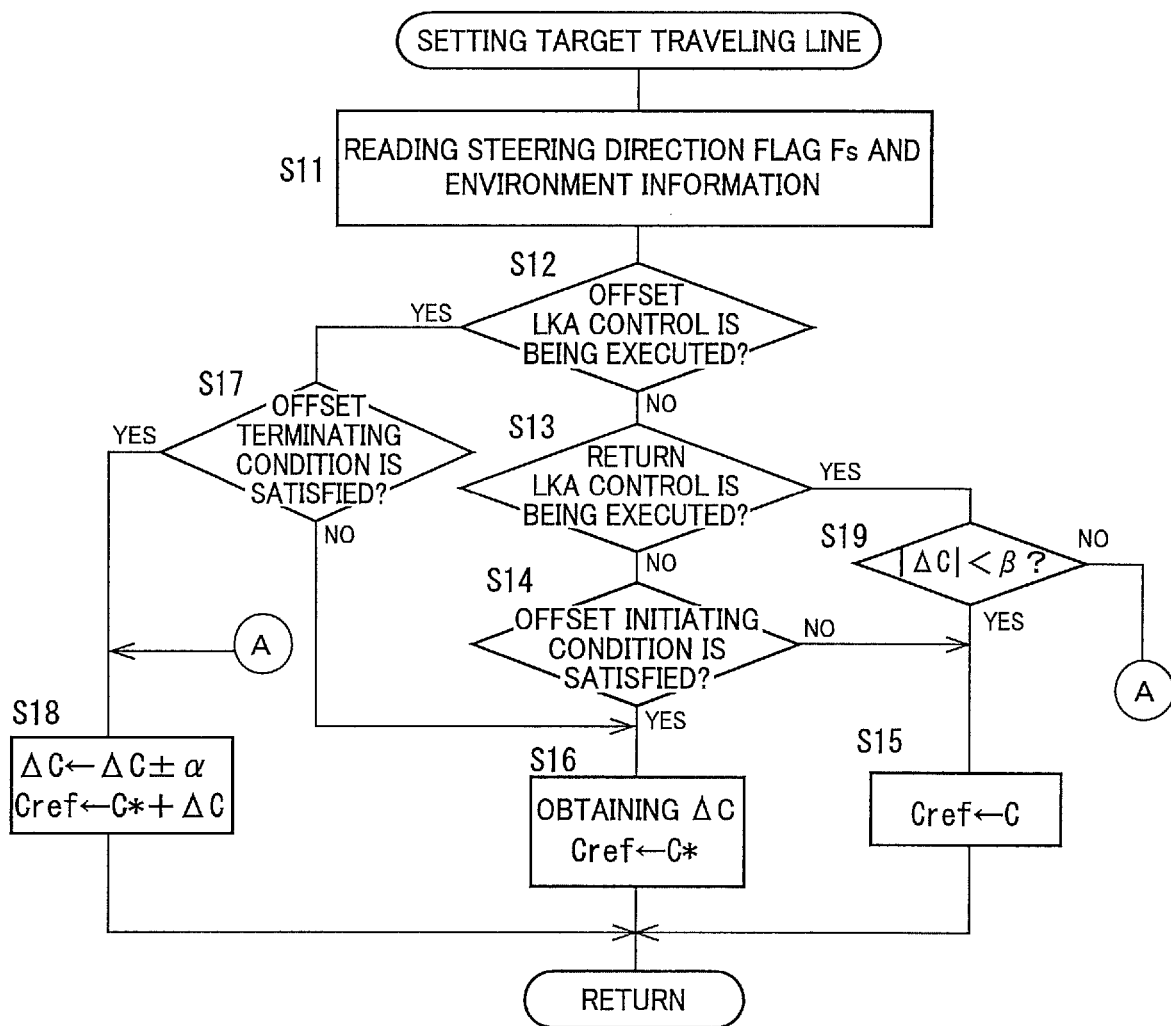 SETTING TARGET TRAVELING LINE
S11
READING STEERING DIRECTION FLAG Fs AND
ENVIRONMENT INFORMATION
S12
OFFSET
LKA CONTROL IS
BEING EXECUTED?
YES
NO
S17
OFFSET
TERMINATING
CONDITION IS
SATISFIED?
YES
NO
S13
RETURN
LKA CONTROL IS
BEING EXECUTED?
YES
NO
S19
|ΔC|<β?
NO
YES
S14
OFFSET INITIATING
CONDITION IS
SATISFIED?
NO
YES
A
A
S18
ΔC←ΔC±α
Cref←C*+ΔC
S16
OBTAINING ΔC
Cref←C*
S15
Cref←C
RETURN